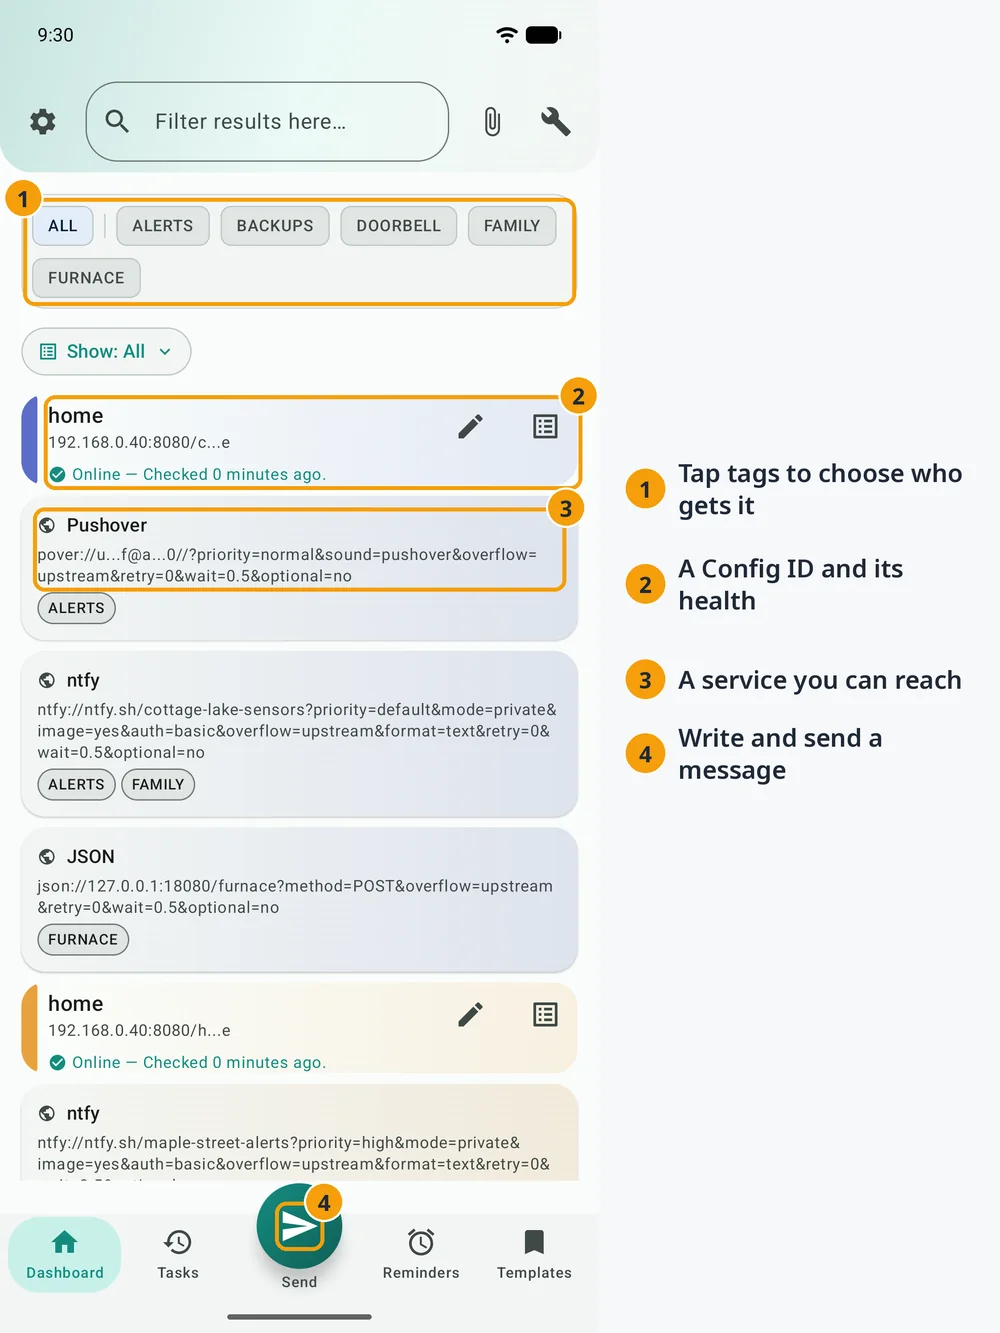 9:30
Filter results here…
1
ALL
ALERTS
BACKUPS
DOORBELL
FAMILY
FURNACE
Show: All
2
home
192.168.0.40:8080/c...e
Online — Checked 0 minutes ago.
3
Pushover
pover://u...f@a...0//?priority=normal&sound=pushover&overflow=
upstream&retry=0&wait=0.5&optional=no
ALERTS
ntfy
ntfy://ntfy.sh/cottage-lake-sensors?priority=default&mode=private&
image=yes&auth=basic&overflow=upstream&format=text&retry=0&
wait=0.5&optional=no
ALERTS
FAMILY
JSON
json://127.0.0.1:18080/furnace?method=POST&overflow=upstream
&retry=0&wait=0.5&optional=no
FURNACE
home
192.168.0.40:8080/h...e
Online — Checked 0 minutes ago.
ntfy
ntfy://ntfy.sh/maple-street-alerts?priority=high&mode=private&
image=yes&auth=basic&overflow=upstream&format=text&retry=0&
4
Dashboard
Tasks
Send
Reminders
Templates
1 Tap tags to choose who
gets it
2 A Config ID and its
health
3 A service you can reach
4 Write and send a
message